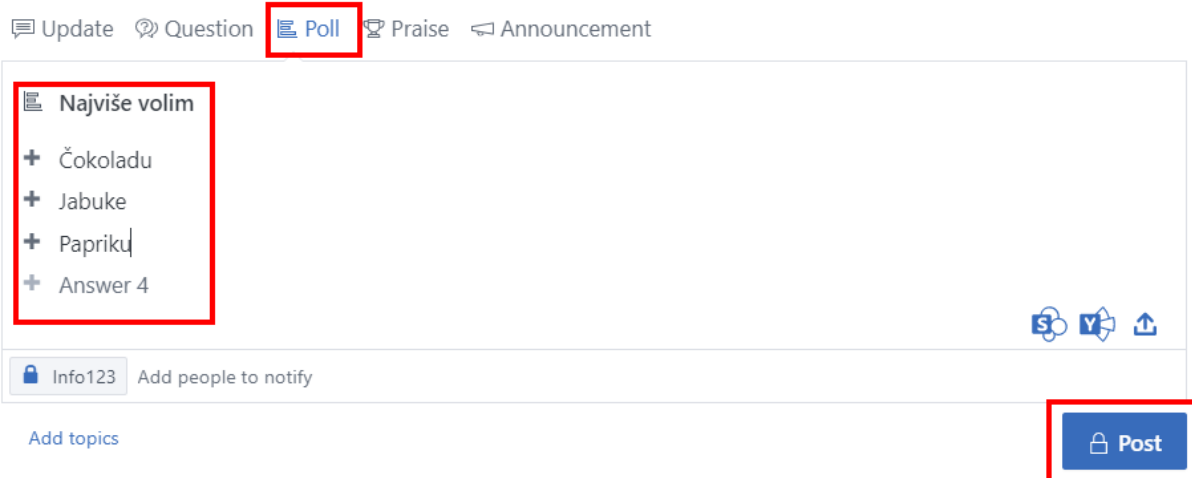 Update Question Poll Praise Announcement
Najviše volim
+ Čokoladu
+ Jabuke
+ Papriku
+ Answer 4
S Y
Info123 Add people to notify
Add topics
Post